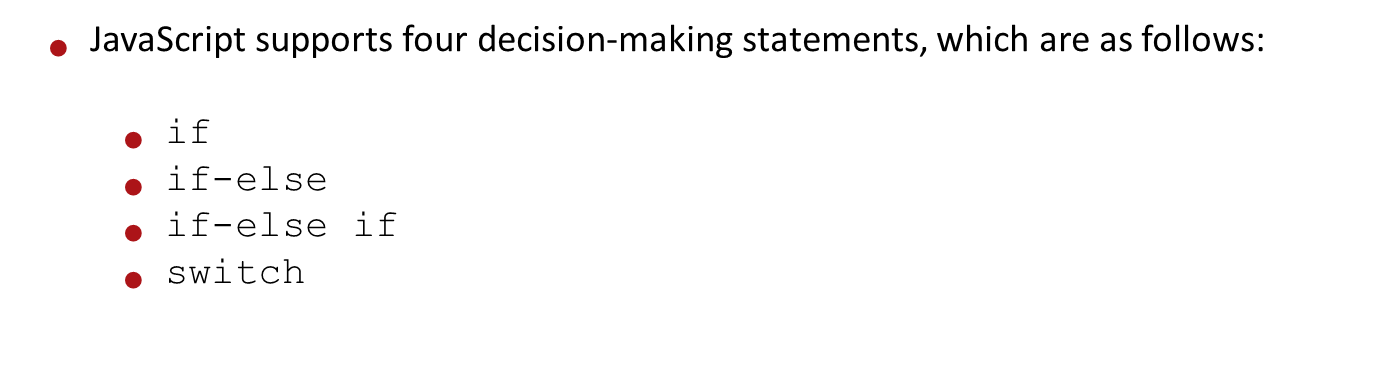 JavaScript supports four decision-making statements, which are as follows:
if
if-else
if-else if
switch